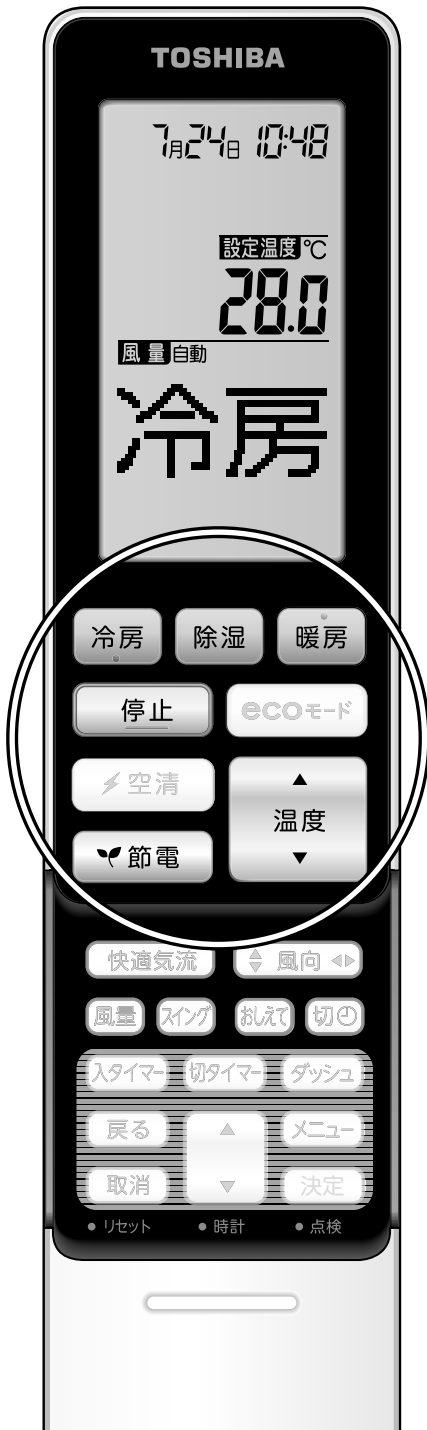 TOSHIBA
7月24日 10:48
設定温度 ℃
28.0
風量 自動
冷房
冷房 除湿 暖房
停止 ecoモード
空清
▲
温度
▼
節電
快適気流 風向
風量 スイング おしえて 切
入タイマー 切タイマー ダッシュ
戻る ▲ メニュー
取消 ▼ 決定
リセット 時計 点検